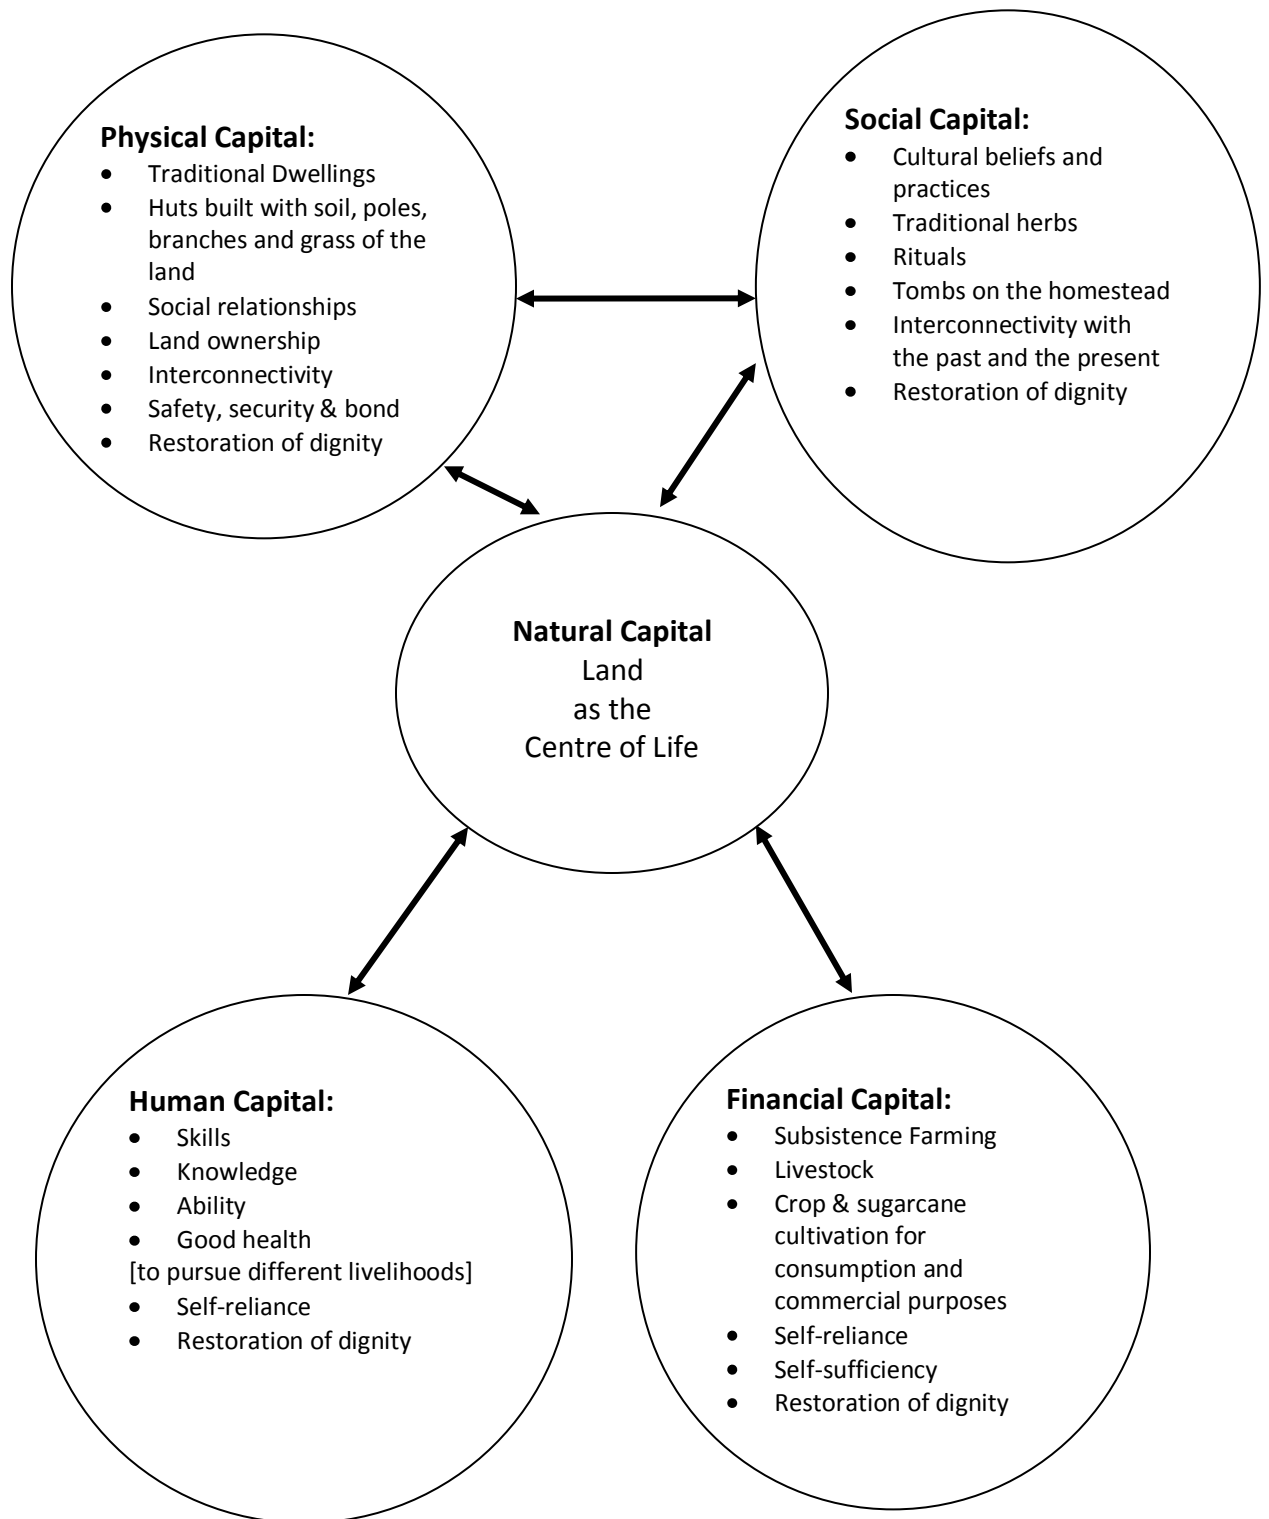 Physical Capital:
• Traditional Dwellings
• Huts built with soil, poles,
branches and grass of the
land
• Social relationships
• Land ownership
• Interconnectivity
• Safety, security & bond
• Restoration of dignity
Social Capital:
• Cultural beliefs and
practices
• Traditional herbs
• Rituals
• Tombs on the homestead
• Interconnectivity with
the past and the present
• Restoration of dignity
Natural Capital
Land
as the
Centre of Life
Human Capital:
• Skills
• Knowledge
• Ability
• Good health
[to pursue different livelihoods]
• Self-reliance
• Restoration of dignity
Financial Capital:
• Subsistence Farming
• Livestock
• Crop & sugarcane
cultivation for
consumption and
commercial purposes
• Self-reliance
• Self-sufficiency
• Restoration of dignity